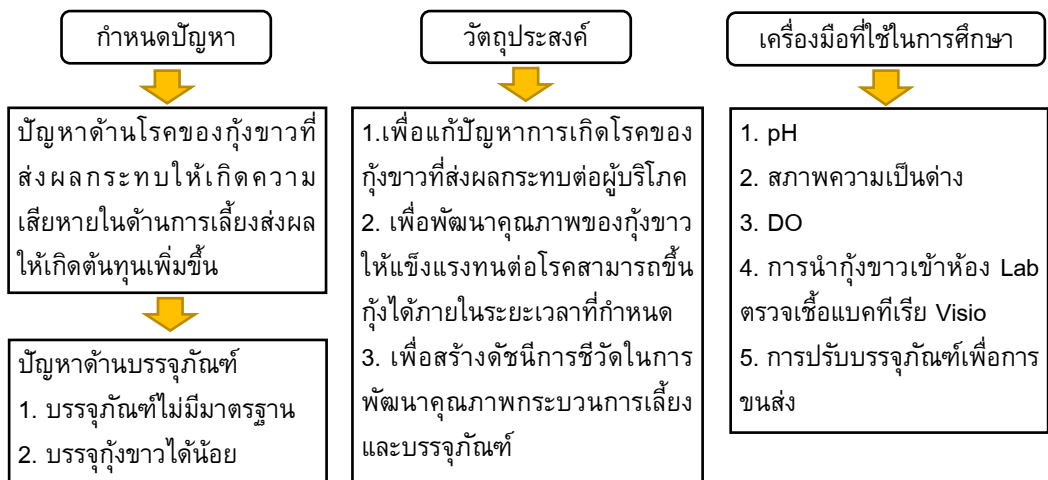 กำหนดปัญหา
ปัญหาด้านโรคของกุ้งขาวที่
ส่งผลกระทบให้เกิดความ
เสียหายในด้านการเลี้ยงส่งผล
ให้เกิดต้นทุนเพิ่มขึ้น
ปัญหาด้านบรรจุภัณฑ์
1. บรรจุภัณฑ์ไม่มีมาตรฐาน
2. บรรจุกุ้งขาวได้น้อย
วัตถุประสงค์
1.เพื่อแก้ปัญหาการเกิดโรคของ
กุ้งขาวที่ส่งผลกระทบต่อผู้บริโภค
2. เพื่อพัฒนาคุณภาพของกุ้งขาว
ให้แข็งแรงทนต่อโรคสามารถขึ้น
กุ้งได้ภายในระยะเวลาที่กำหนด
3. เพื่อสร้างดัชนีการชี้วัดในการ
พัฒนาคุณภาพกระบวนการเลี้ยง
และบรรจุภัณฑ์
เครื่องมือที่ใช้ในการศึกษา
1. pH
2. สภาพความเป็นด่าง
3. DO
4. การนำกุ้งขาวเข้าห้อง Lab
ตรวจเชื้อแบคทีเรีย Visio
5. การปรับบรรจุภัณฑ์เพื่อการ
ขนส่ง